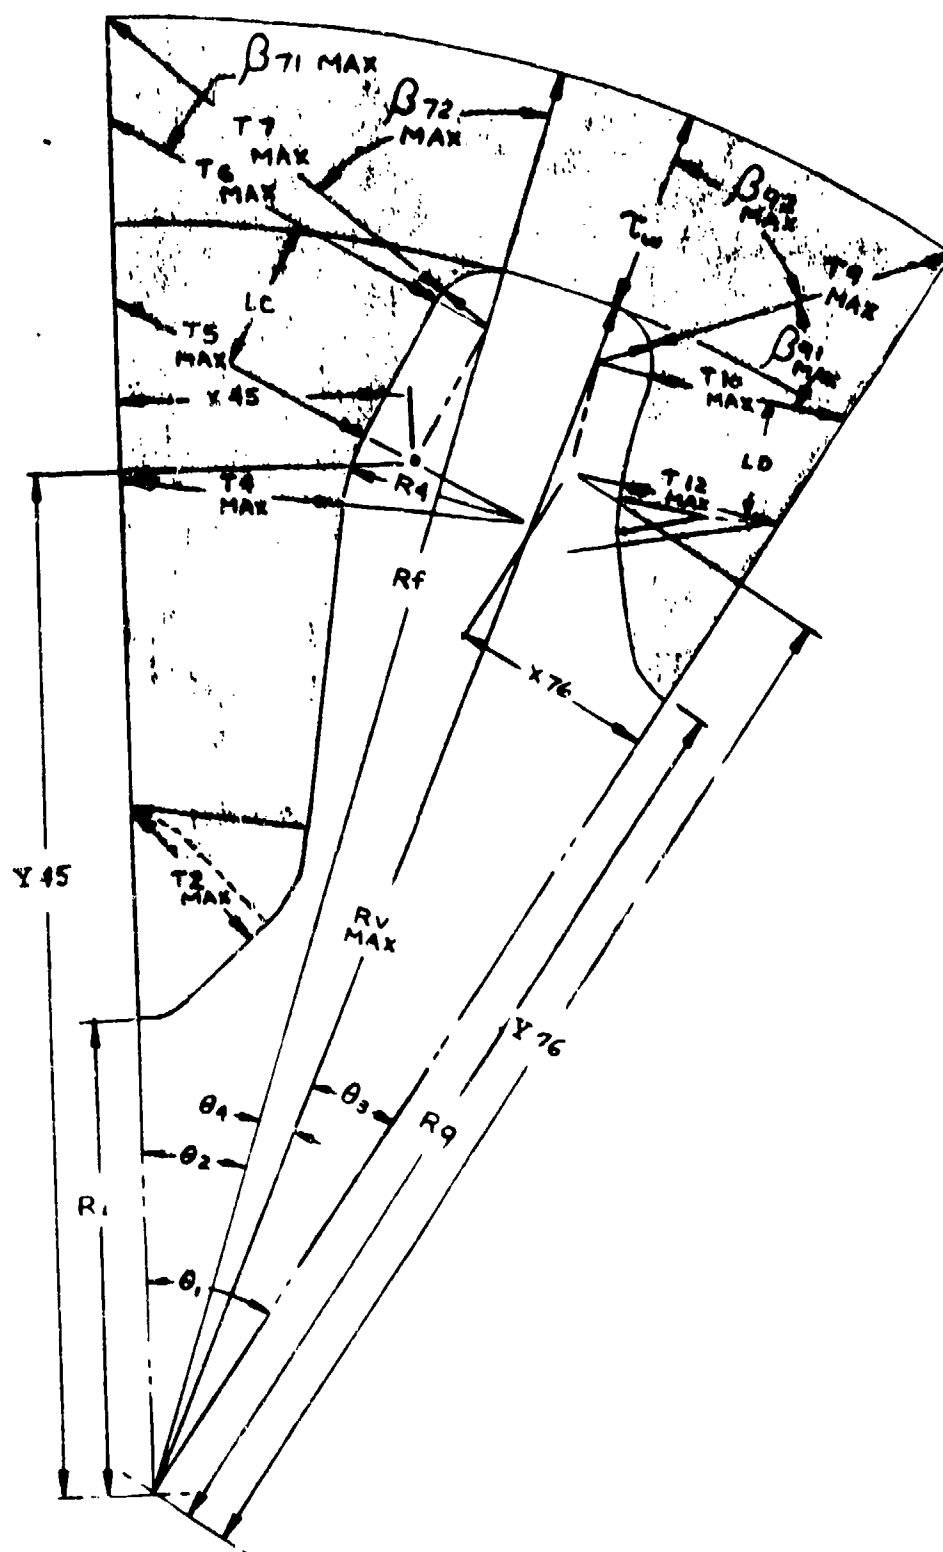 β71 MAX
β72
MAX
T7
MAX
T6
MAX
β92
MAX
τw
T9
MAX
LC
T5
MAX
β91
MAX
X45
T10
MAX
LD
T4
MAX
R4
T12
MAX
Rf
X76
Y45
T2
MAX
Rv
MAX
Y76
θ4
θ3
R9
θ2
R1
θ1